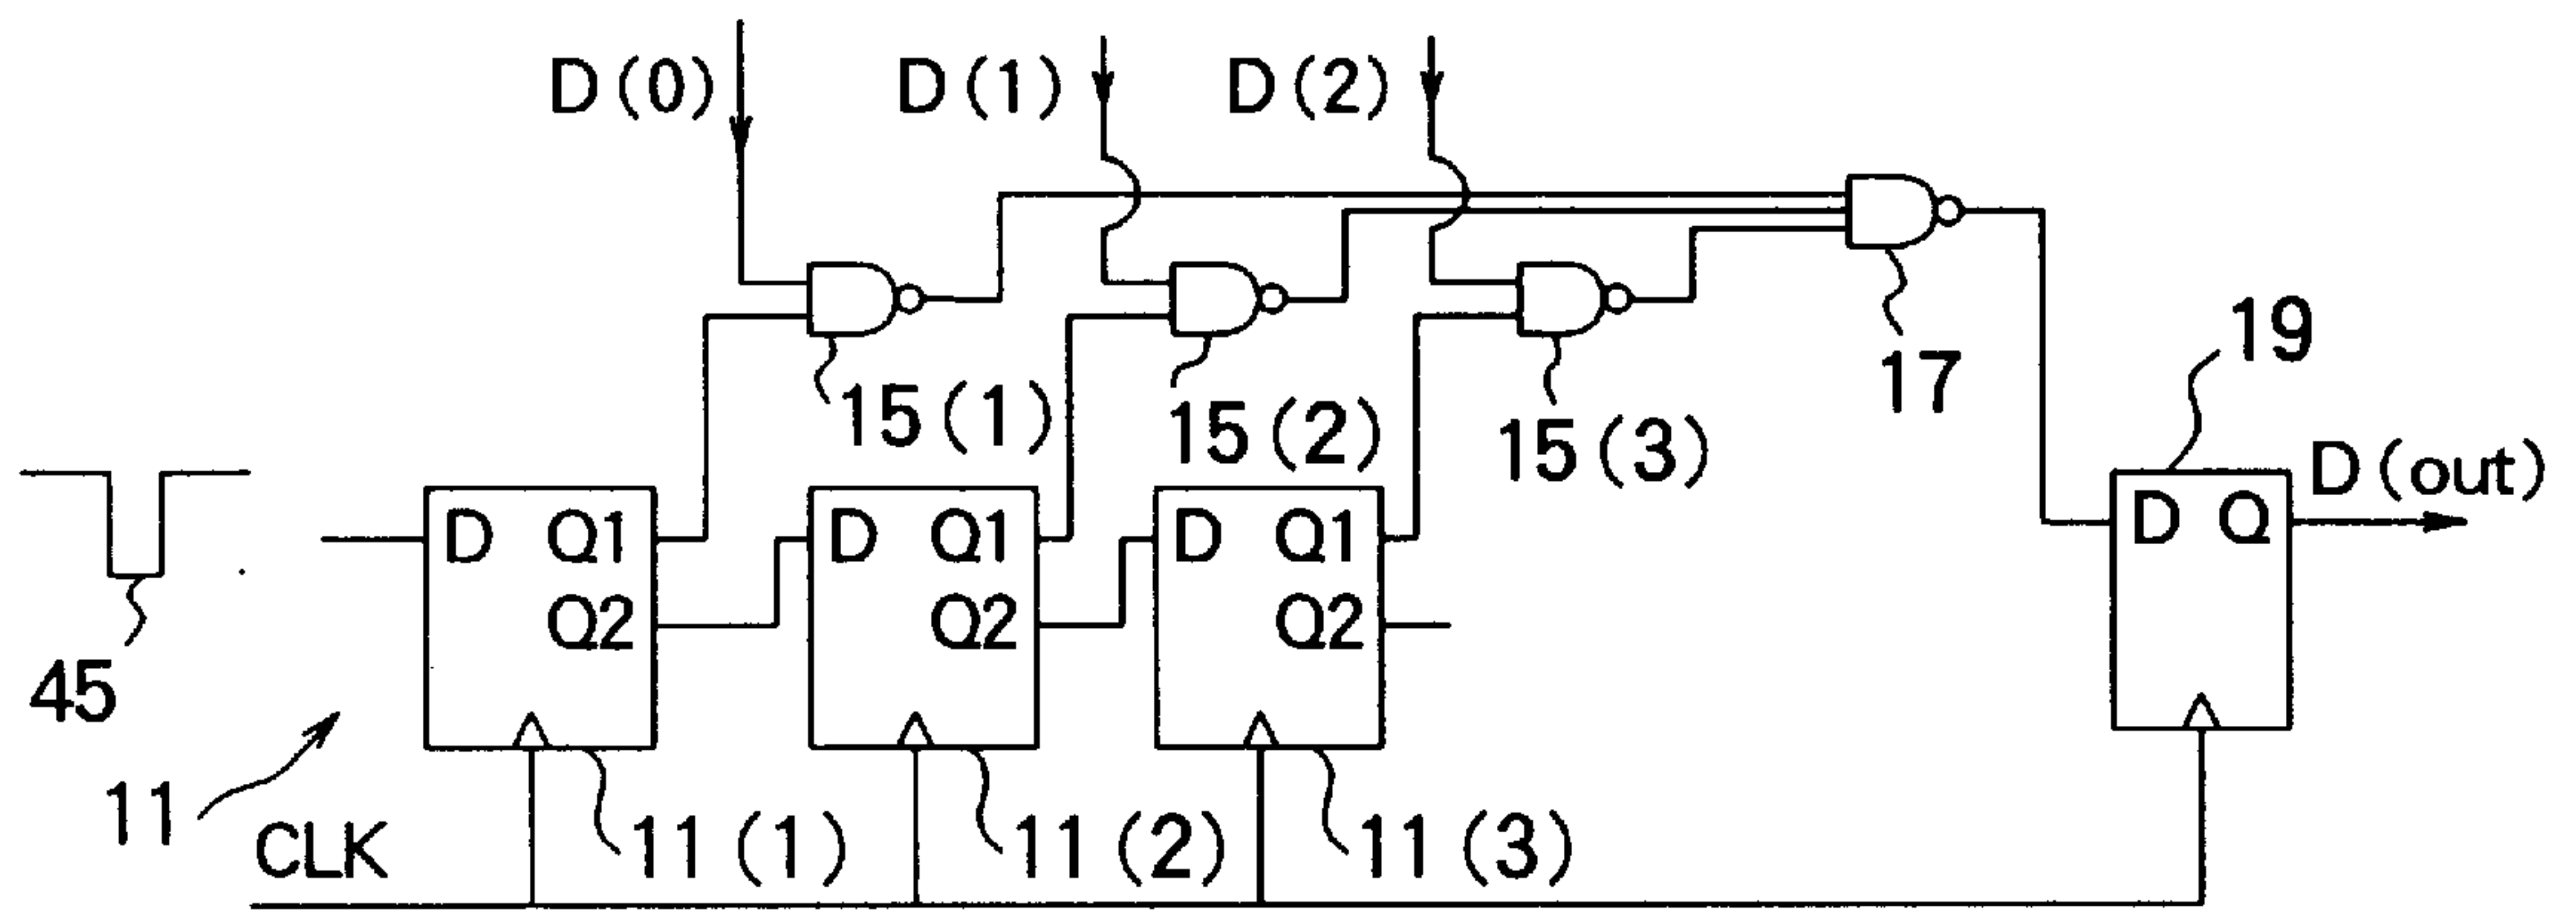 D(0) D(1) D(2)
15(1) 15(2) 15(3) 17 19
D Q1 Q2
D Q1 Q2
D Q1 Q2
D Q
D(out)
45
11
CLK
11(1) 11(2) 11(3)